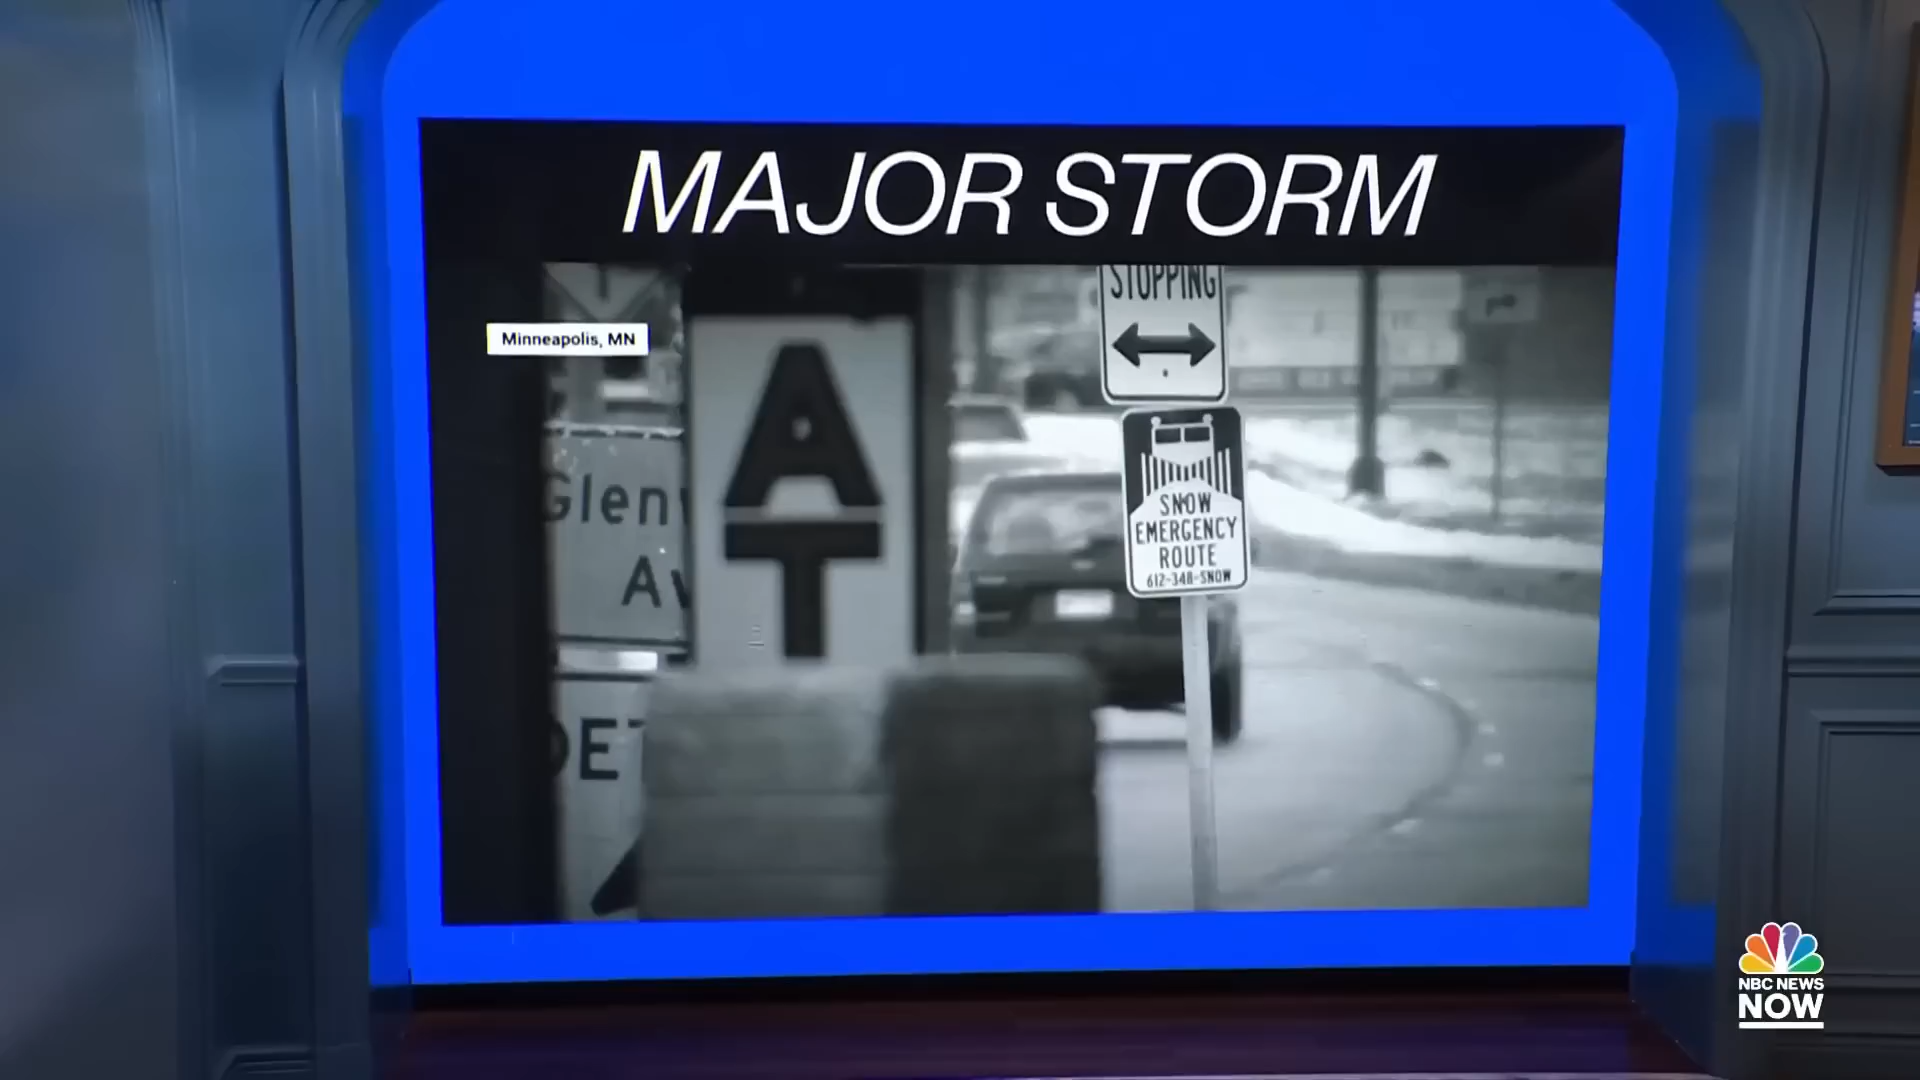 MAJOR STORM
Minneapolis, MN
STOPPING
A
T
SNOW
EMERGENCY
ROUTE
612-348-SNOW
Glen
Av
DET
NBC NEWS
NOW